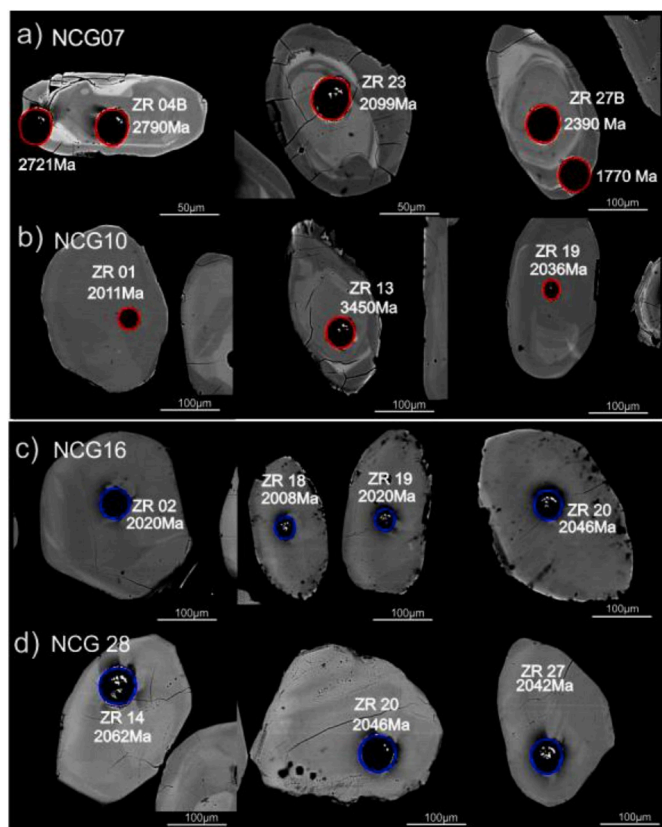 a) NCG07
ZR 04B
2790Ma
2721Ma
50µm
ZR 23
2099Ma
50µm
ZR 27B
2390 Ma
1770 Ma
100µm
b) NCG10
ZR 01
2011Ma
100µm
ZR 13
3450Ma
100µm
ZR 19
2036Ma
100µm
c) NCG16
ZR 02
2020Ma
100µm
ZR 18
2008Ma
ZR 19
2020Ma
100µm
ZR 20
2046Ma
100µm
d) NCG 28
ZR 14
2062Ma
100µm
ZR 20
2046Ma
100µm
ZR 27
2042Ma
100µm